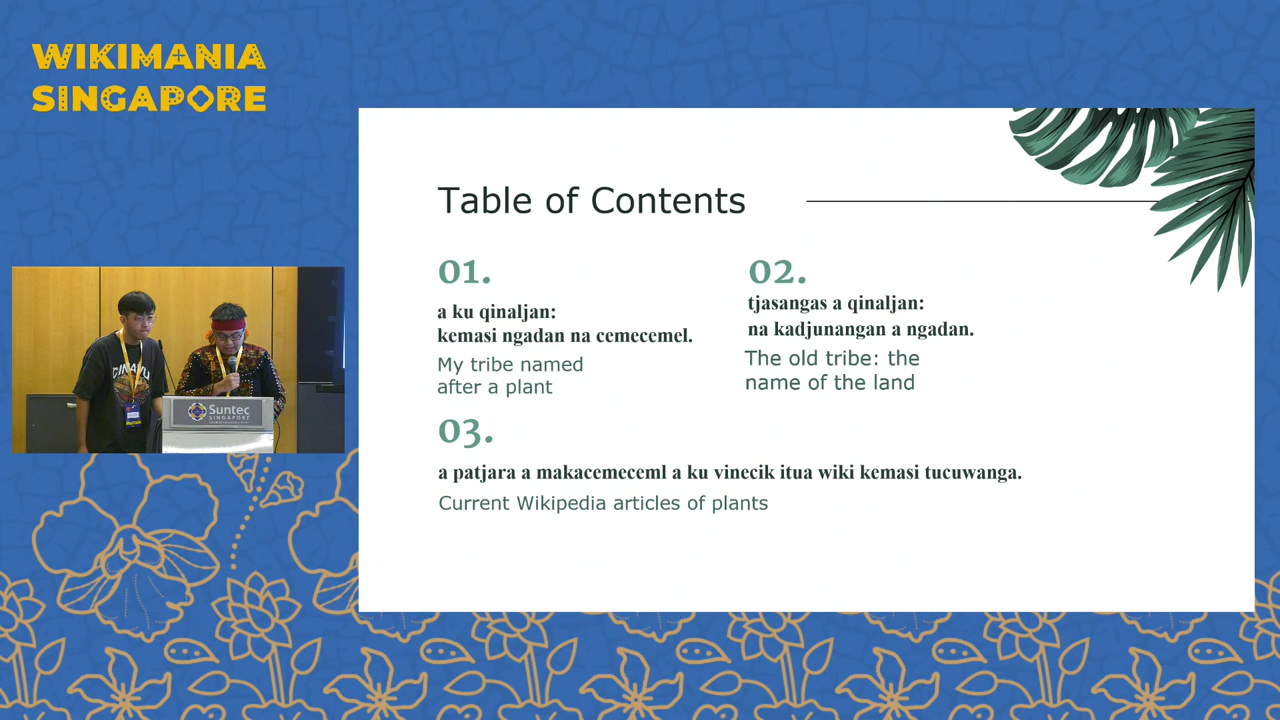 WIKIMANIA
SINGAPORE
Table of Contents
01.
a ku qinaljan:
kemasi ngadan na cemecemel.
My tribe named
after a plant
02.
tjasangas a qinaljan:
na kadjunangan a ngadan.
The old tribe: the
name of the land
03.
a patjara a makacemeceml a ku vinecik itua wiki kemasi tucuwanga.
Current Wikipedia articles of plants
Suntec
SINGAPORE